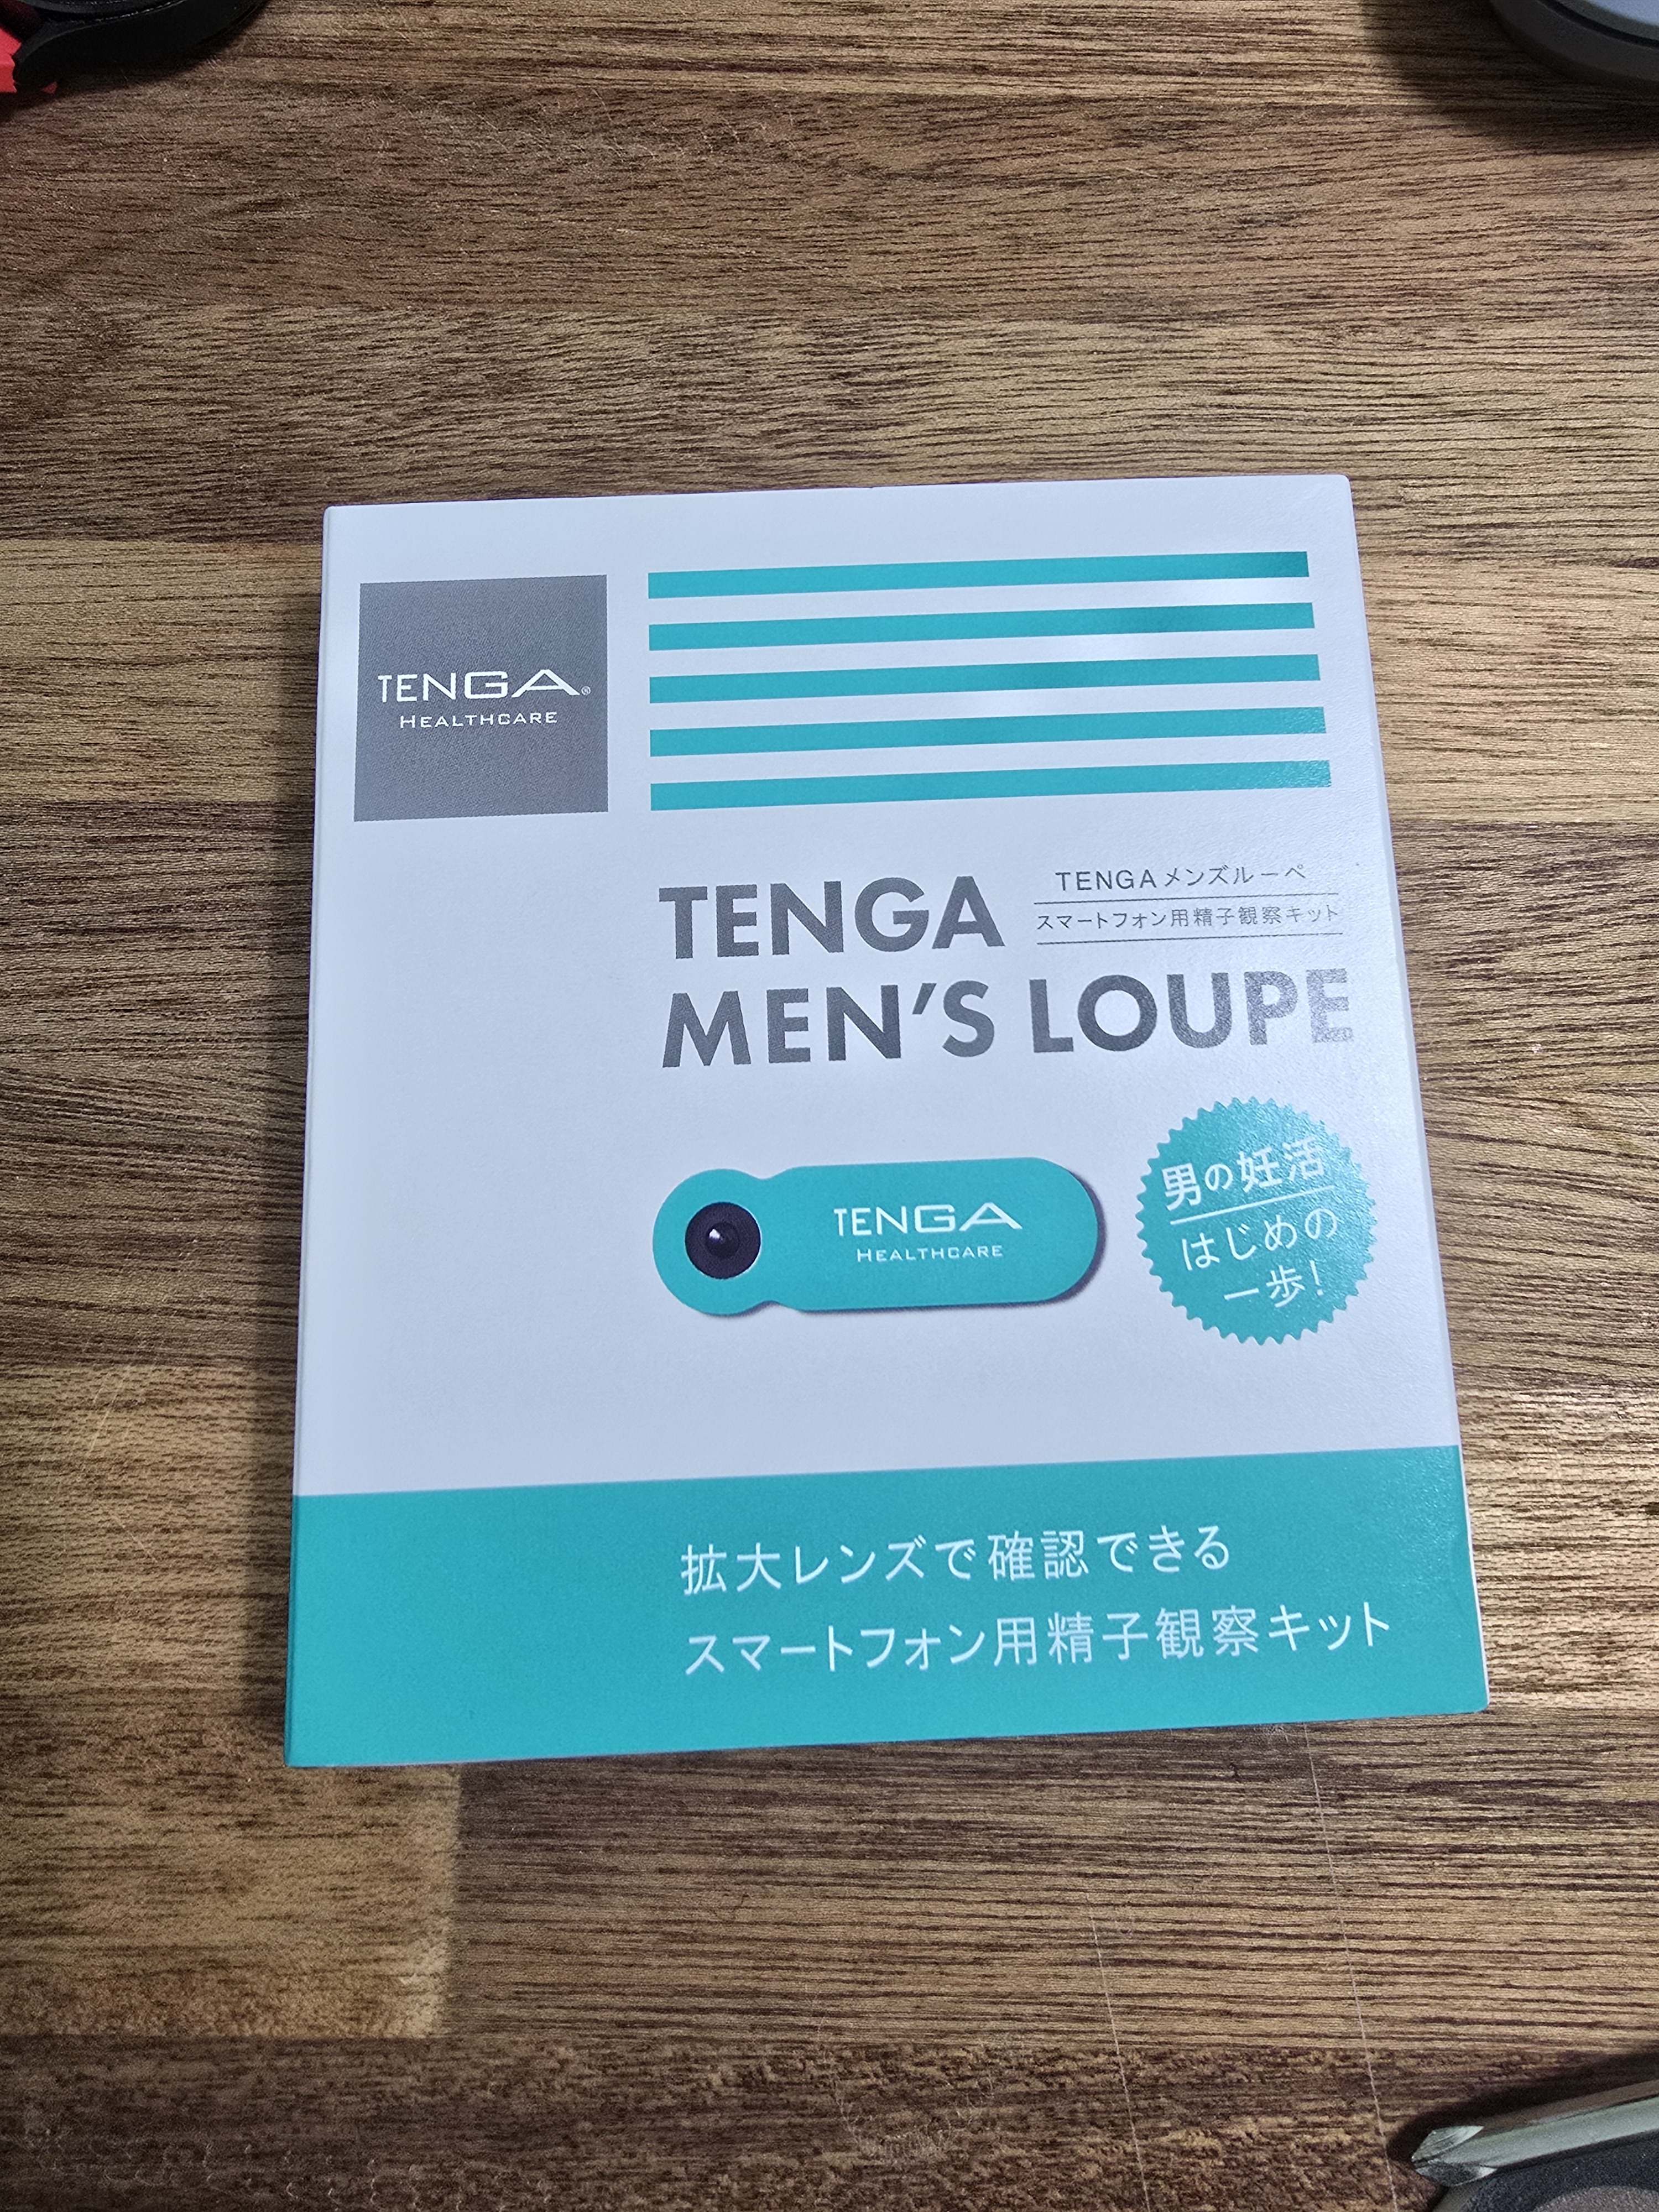 TENGA®
HEALTHCARE
TENGA
MEN'S LOUPE
TENGAメンズルーペ
スマートフォン用精子観察キット
TENGA
HEALTHCARE
男の妊活
はじめの
一歩!
拡大レンズで確認できる
スマートフォン用精子観察キット